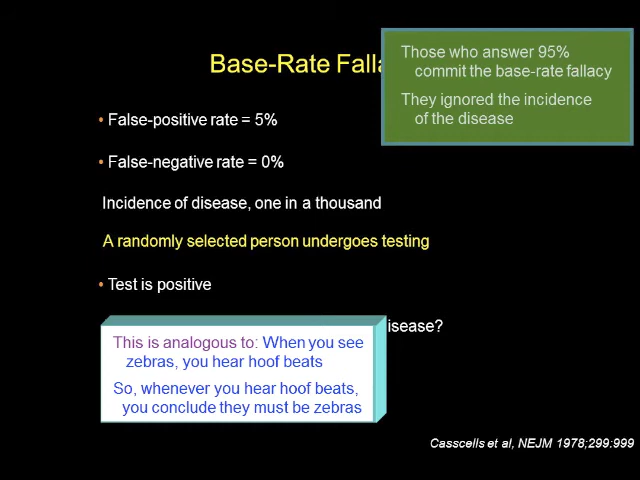 Base-Rate Falla
Those who answer 95%
commit the base-rate fallacy
They ignored the incidence
of the disease
• False-positive rate = 5%
• False-negative rate = 0%
Incidence of disease, one in a thousand
A randomly selected person undergoes testing
• Test is positive
isease?
This is analogous to: When you see
zebras, you hear hoof beats
So, whenever you hear hoof beats,
you conclude they must be zebras
Casscells et al, NEJM 1978;299:999